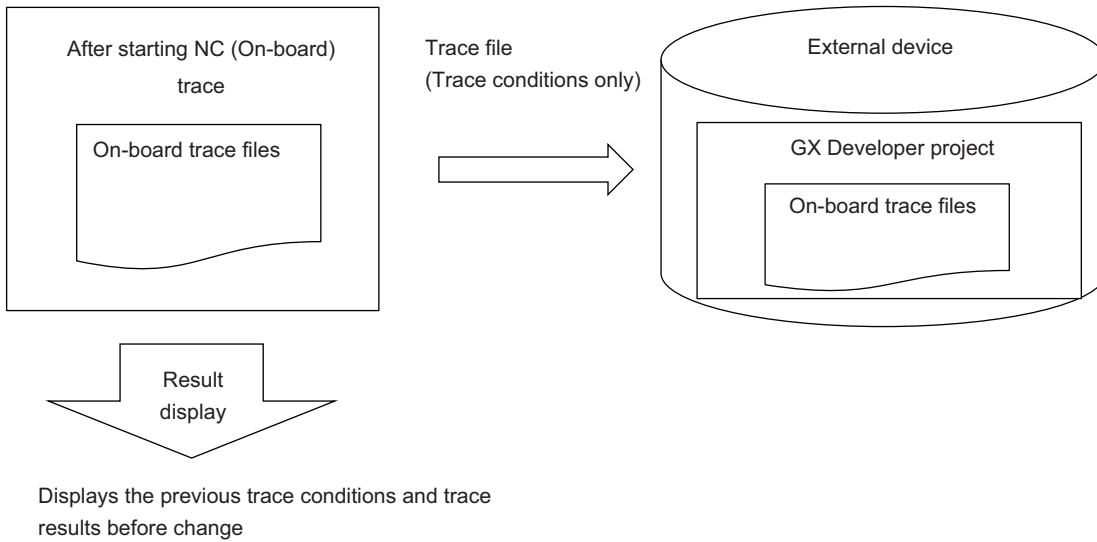 After starting NC (On-board)
trace
On-board trace files
Trace file
(Trace conditions only)
External device
GX Developer project
On-board trace files
Result
display
Displays the previous trace conditions and trace
results before change